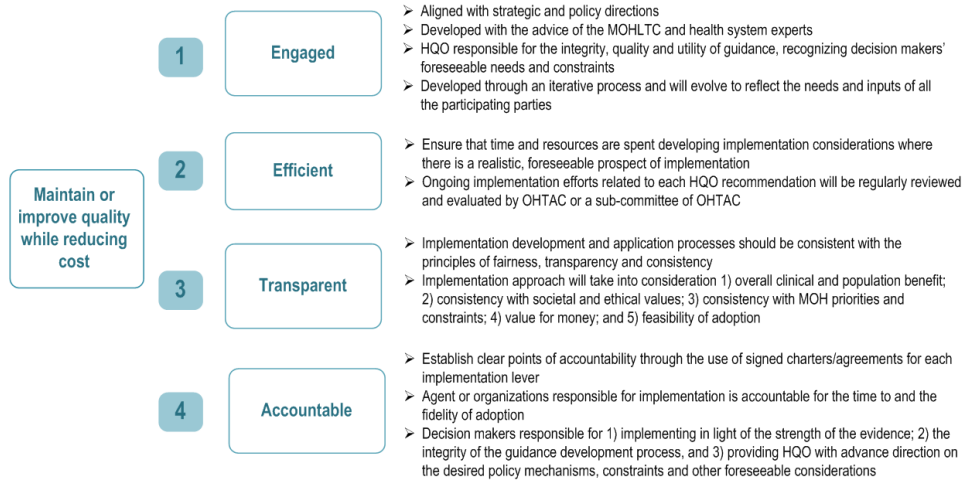 Maintain or
improve quality
while reducing
cost
1
Engaged
➢ Aligned with strategic and policy directions
➢ Developed with the advice of the MOHLTC and health system experts
➢ HQO responsible for the integrity, quality and utility of guidance, recognizing decision makers'
foreseeable needs and constraints
➢ Developed through an iterative process and will evolve to reflect the needs and inputs of all
the participating parties
2
Efficient
➢ Ensure that time and resources are spent developing implementation considerations where
there is a realistic, foreseeable prospect of implementation
➢ Ongoing implementation efforts related to each HQO recommendation will be regularly reviewed
and evaluated by OHTAC or a sub-committee of OHTAC
3
Transparent
➢ Implementation development and application processes should be consistent with the
principles of fairness, transparency and consistency
➢ Implementation approach will take into consideration 1) overall clinical and population benefit;
2) consistency with societal and ethical values; 3) consistency with MOH priorities and
constraints; 4) value for money; and 5) feasibility of adoption
4
Accountable
➢ Establish clear points of accountability through the use of signed charters/agreements for each
implementation lever
➢ Agent or organizations responsible for implementation is accountable for the time to and the
fidelity of adoption
➢ Decision makers responsible for 1) implementing in light of the strength of the evidence; 2) the
integrity of the guidance development process, and 3) providing HQO with advance direction on
the desired policy mechanisms, constraints and other foreseeable considerations